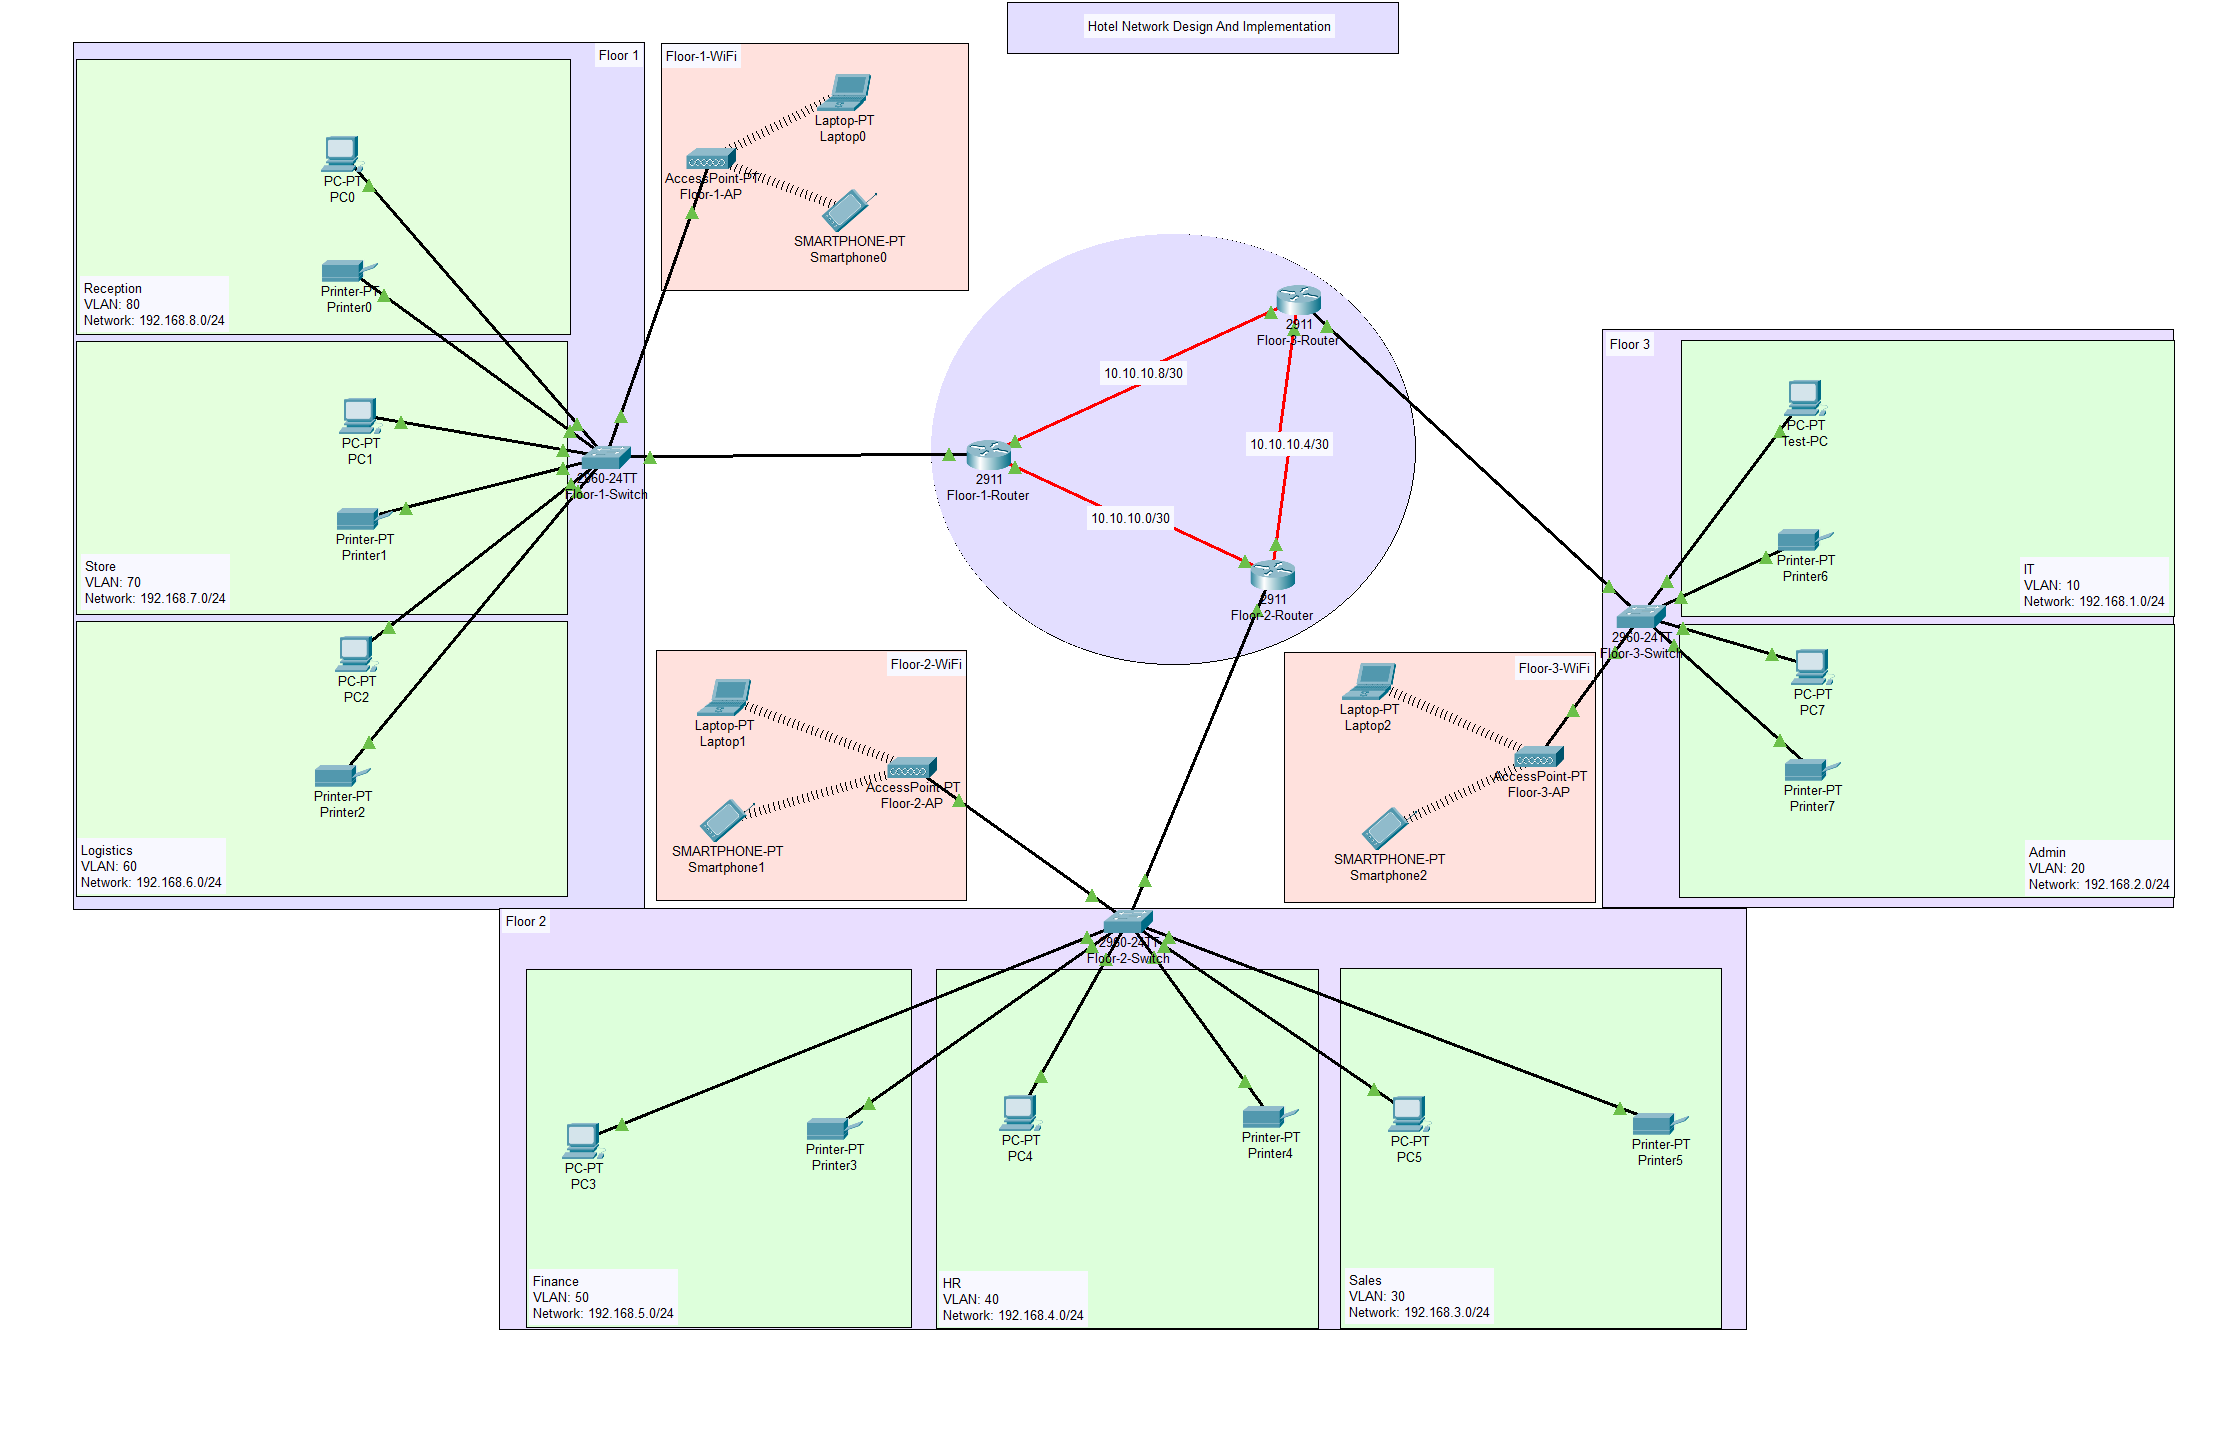 Hotel Network Design And Implementation
Floor 1
PC-PT
PC0
Printer-PT
Printer0
Reception
VLAN: 80
Network: 192.168.8.0/24
PC-PT
PC1
Printer-PT
Printer1
Store
VLAN: 70
Network: 192.168.7.0/24
PC-PT
PC2
Printer-PT
Printer2
Logistics
VLAN: 60
Network: 192.168.6.0/24
2960-24TT
Floor-1-Switch
Floor-1-WiFi
Laptop-PT
Laptop0
AccessPoint-PT
Floor-1-AP
SMARTPHONE-PT
Smartphone0
2911
Floor-3-Router
10.10.10.8/30
10.10.10.4/30
2911
Floor-1-Router
10.10.10.0/30
2911
Floor-2-Router
Floor 3
PC-PT
Test-PC
Printer-PT
Printer6
IT
VLAN: 10
Network: 192.168.1.0/24
2960-24TT
Floor-3-Switch
PC-PT
PC7
Printer-PT
Printer7
Admin
VLAN: 20
Network: 192.168.2.0/24
Floor-2-WiFi
Laptop-PT
Laptop1
AccessPoint-PT
Floor-2-AP
SMARTPHONE-PT
Smartphone1
Floor-3-WiFi
Laptop-PT
Laptop2
AccessPoint-PT
Floor-3-AP
SMARTPHONE-PT
Smartphone2
Floor 2
2960-24TT
Floor-2-Switch
PC-PT
PC3
Printer-PT
Printer3
Finance
VLAN: 50
Network: 192.168.5.0/24
PC-PT
PC4
Printer-PT
Printer4
HR
VLAN: 40
Network: 192.168.4.0/24
PC-PT
PC5
Printer-PT
Printer5
Sales
VLAN: 30
Network: 192.168.3.0/24